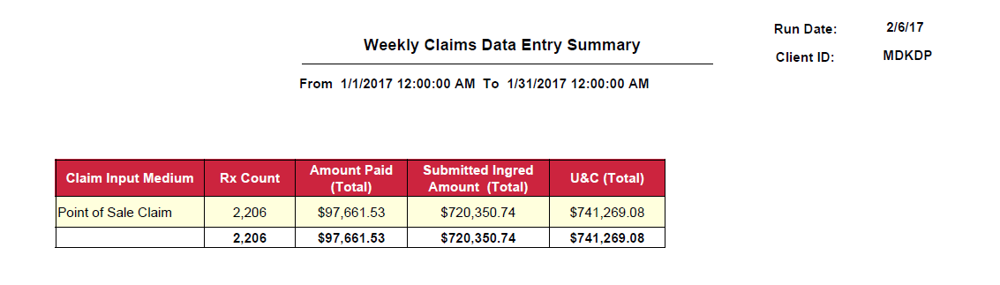 Run Date: 2/6/17
Weekly Claims Data Entry Summary
Client ID: MDKDP
From 1/1/2017 12:00:00 AM To 1/31/2017 12:00:00 AM
Claim Input Medium Rx Count Amount Paid (Total) Submitted Ingred Amount (Total) U&C (Total)
Point of Sale Claim 2,206 $97,661.53 $720,350.74 $741,269.08
2,206 $97,661.53 $720,350.74 $741,269.08